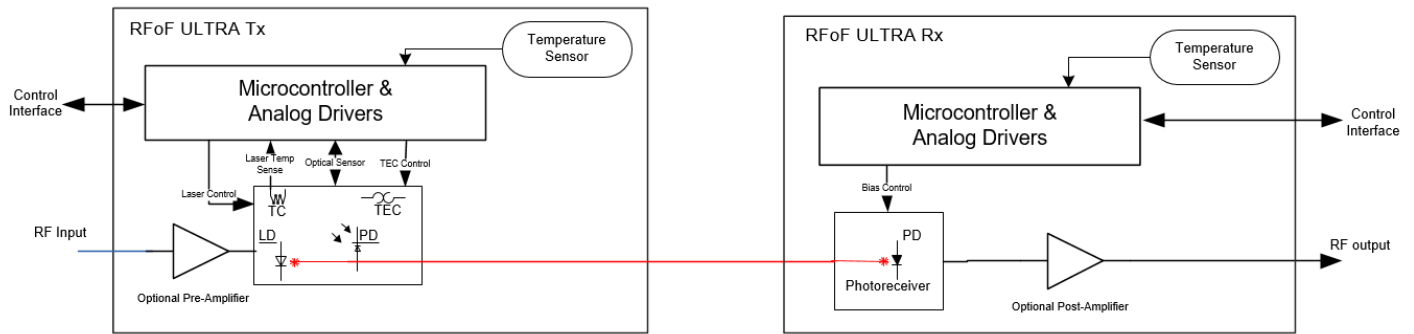 RFoF ULTRA Tx
Temperature
Sensor
Microcontroller &
Analog Drivers
Control
Interface
Laser Temp
Sense
Optical Sensor
TEC Control
Laser Control
TC
TEC
LD
PD
RF Input
Optional Pre-Amplifier
RFoF ULTRA Rx
Temperature
Sensor
Microcontroller &
Analog Drivers
Control
Interface
Bias Control
PD
Photoreceiver
RF output
Optional Post-Amplifier